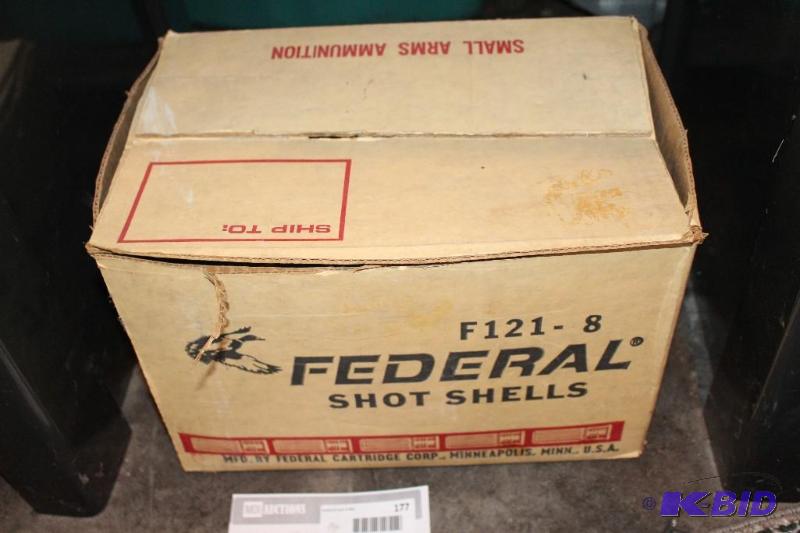 SMALL ARMS AMMUNITION
SHIP TO:
F121-8
FEDERAL®
SHOT SHELLS
MFD. BY FEDERAL CARTRIDGE CORP., MINNEAPOLIS, MINN., U.S.A.
AUCTIONS
177
© K-BID